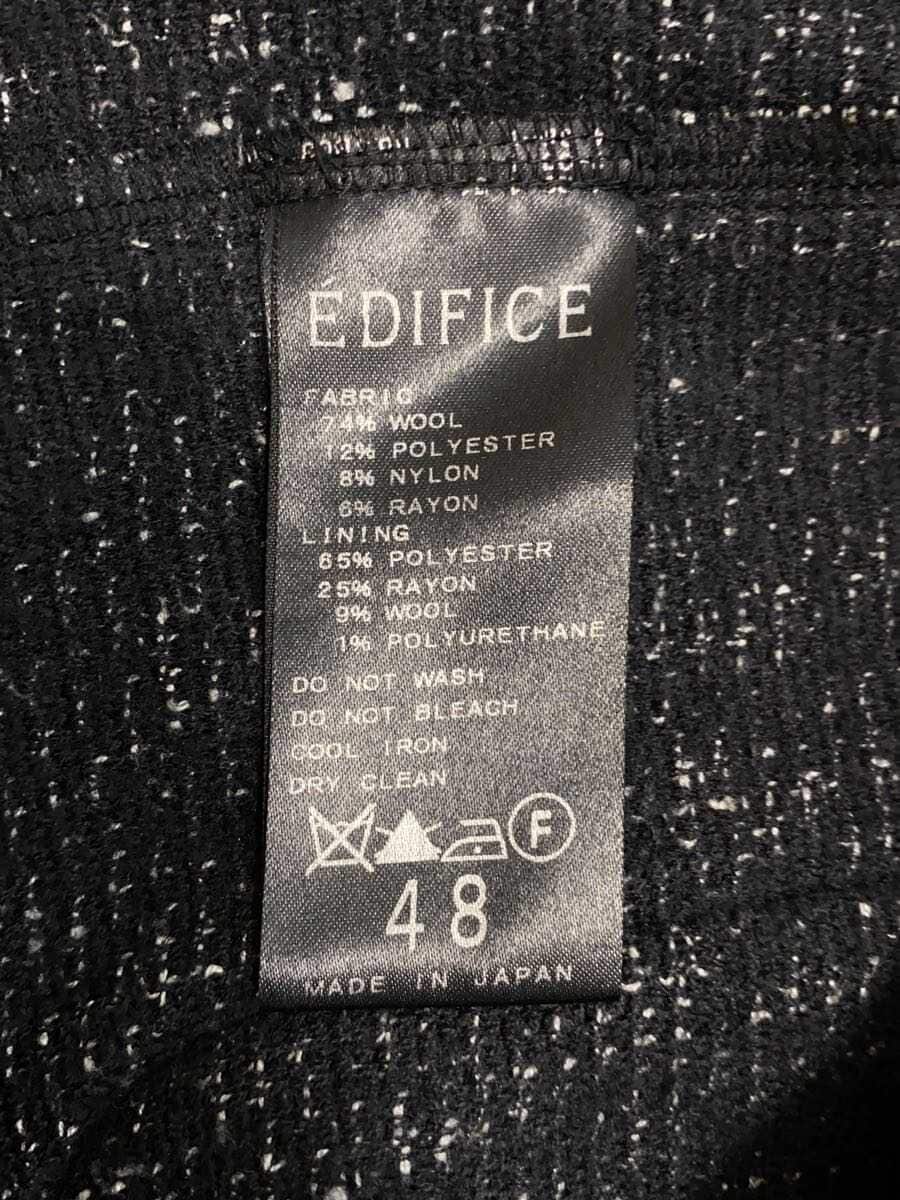 ÉDIFICE
FABRIC
74% WOOL
12% POLYESTER
8% NYLON
6% RAYON
LINING
65% POLYESTER
25% RAYON
9% WOOL
1% POLYURETHANE
DO NOT WASH
DO NOT BLEACH
COOL IRON
DRY CLEAN
F
48
MADE IN JAPAN